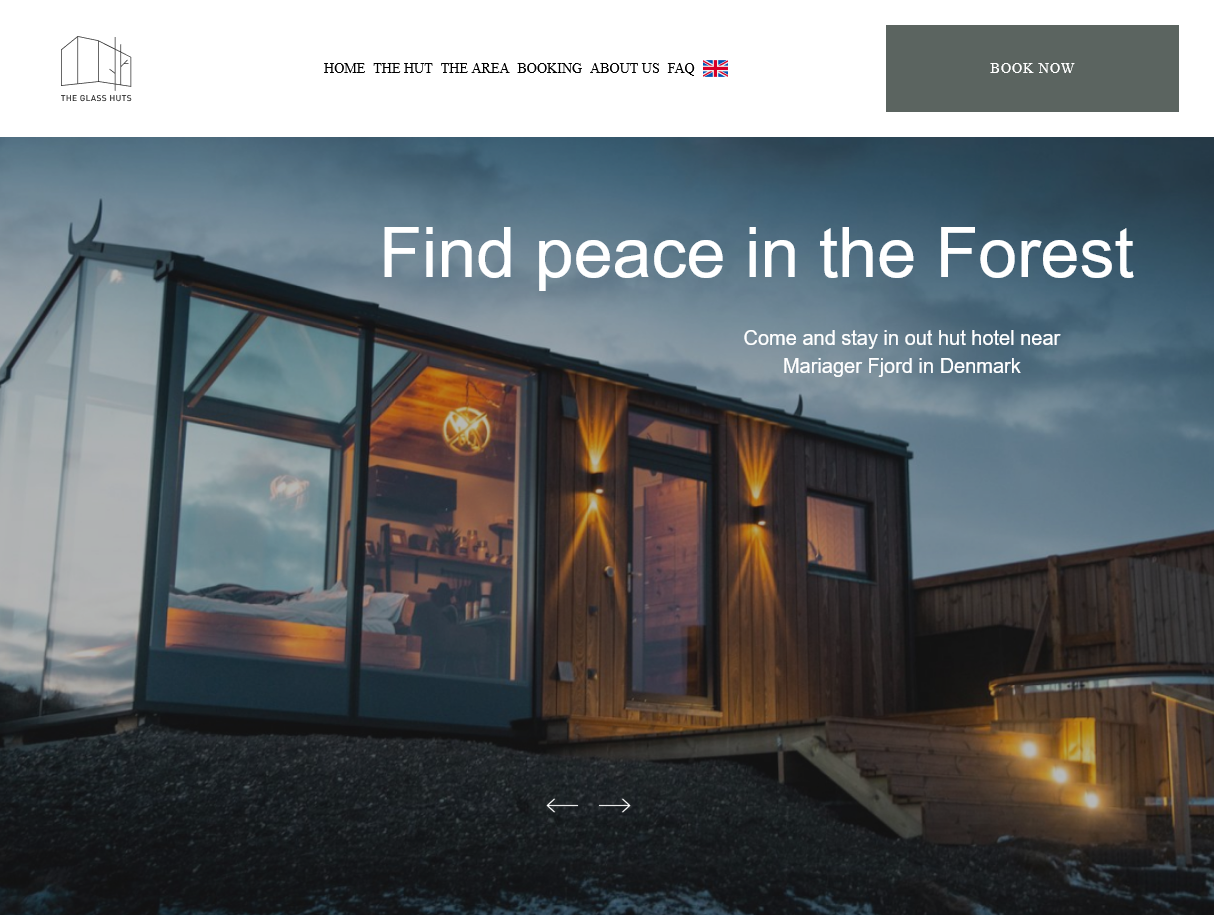 THE GLASS HUTS
HOME THE HUT THE AREA BOOKING ABOUT US FAQ
BOOK NOW
Find peace in the Forest
Come and stay in out hut hotel near
Mariager Fjord in Denmark